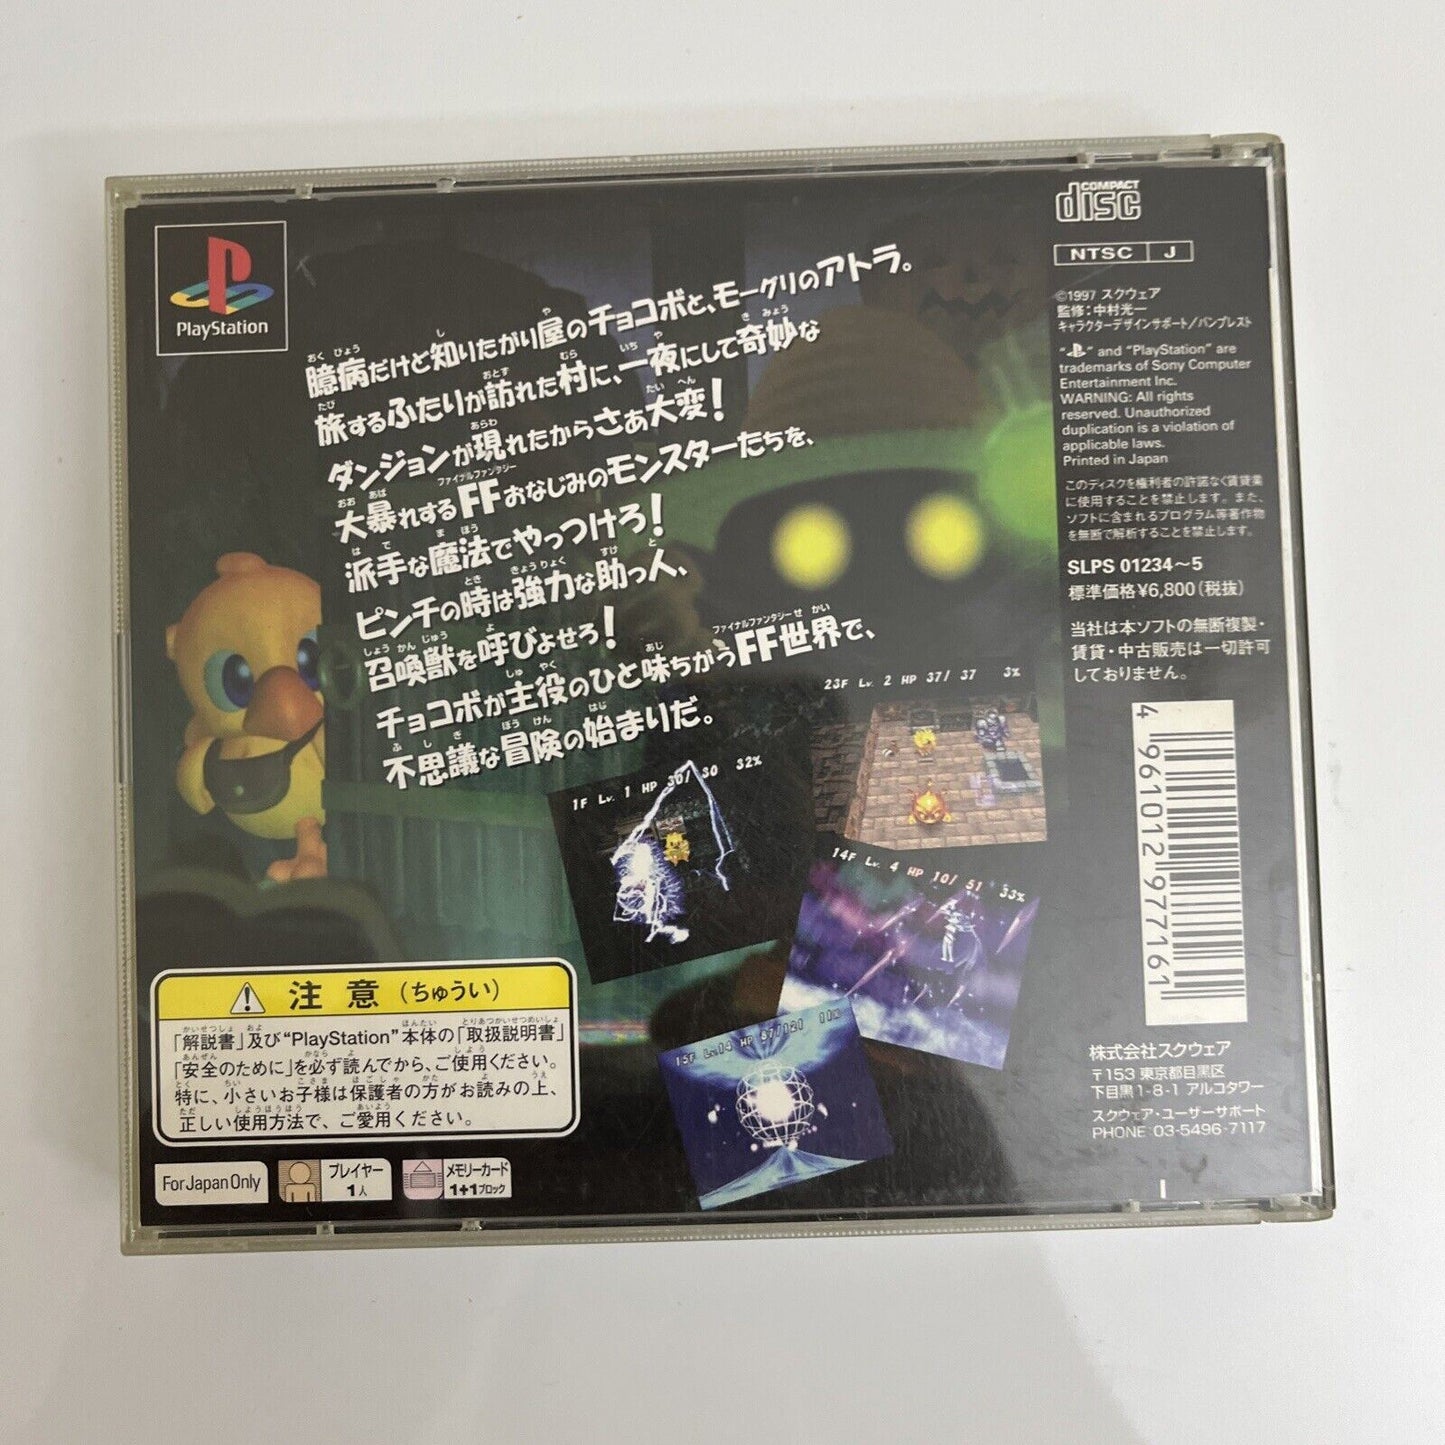 PlayStation
臆病だけど知りたがり屋のチョコボと、モーグリのアトラ。
旅するふたりが訪れた村に、一夜にして奇妙な
ダンジョンが現れたからさあ大変!
大暴れするFFおなじみのモンスターたちを、
派手な魔法でやっつけろ!
ピンチの時は強力な助っ人、
召喚獣を呼びよせろ!
チョコボが主役のひと味ちがうFF世界で、
不思議な冒険の始まりだ。
1F Lv. 1 HP 30/ 30 32%
23F Lv. 2 HP 37/ 37 3%
14F Lv. 4 HP 10/ 51 33%
15F Lv.14 HP 87/121 11%
注意(ちゅうい)
「解説書」及び“PlayStation”本体の「取扱説明書」
「安全のために」を必ず読んでから、ご使用ください。
特に、小さいお子様は保護者の方がお読みの上、
正しい使用方法で、ご愛用ください。
For Japan Only
プレイヤー
1人
メモリーカード
1+1ブロック
COMPACT
disc
NTSC J
©1997 スクウェア
監修:中村光一
キャラクターデザインサポート/バンプレスト
"PS" and "PlayStation" are
trademarks of Sony Computer
Entertainment Inc.
WARNING: All rights
reserved. Unauthorized
duplication is a violation of
applicable laws.
Printed in Japan
このディスクを権利者の許諾なく賃貸業
に使用することを禁止します。また、
ソフトに含まれるプログラム等著作物
を無断で解析することを禁止します。
SLPS 01234～5
標準価格¥6,800(税抜)
当社は本ソフトの無断複製・
賃貸・中古販売は一切許可
しておりません。
4 961012 977161
株式会社スクウェア
〒153 東京都目黒区
下目黒1-8-1 アルコタワー
スクウェア・ユーザーサポート
PHONE 03-5496-7117